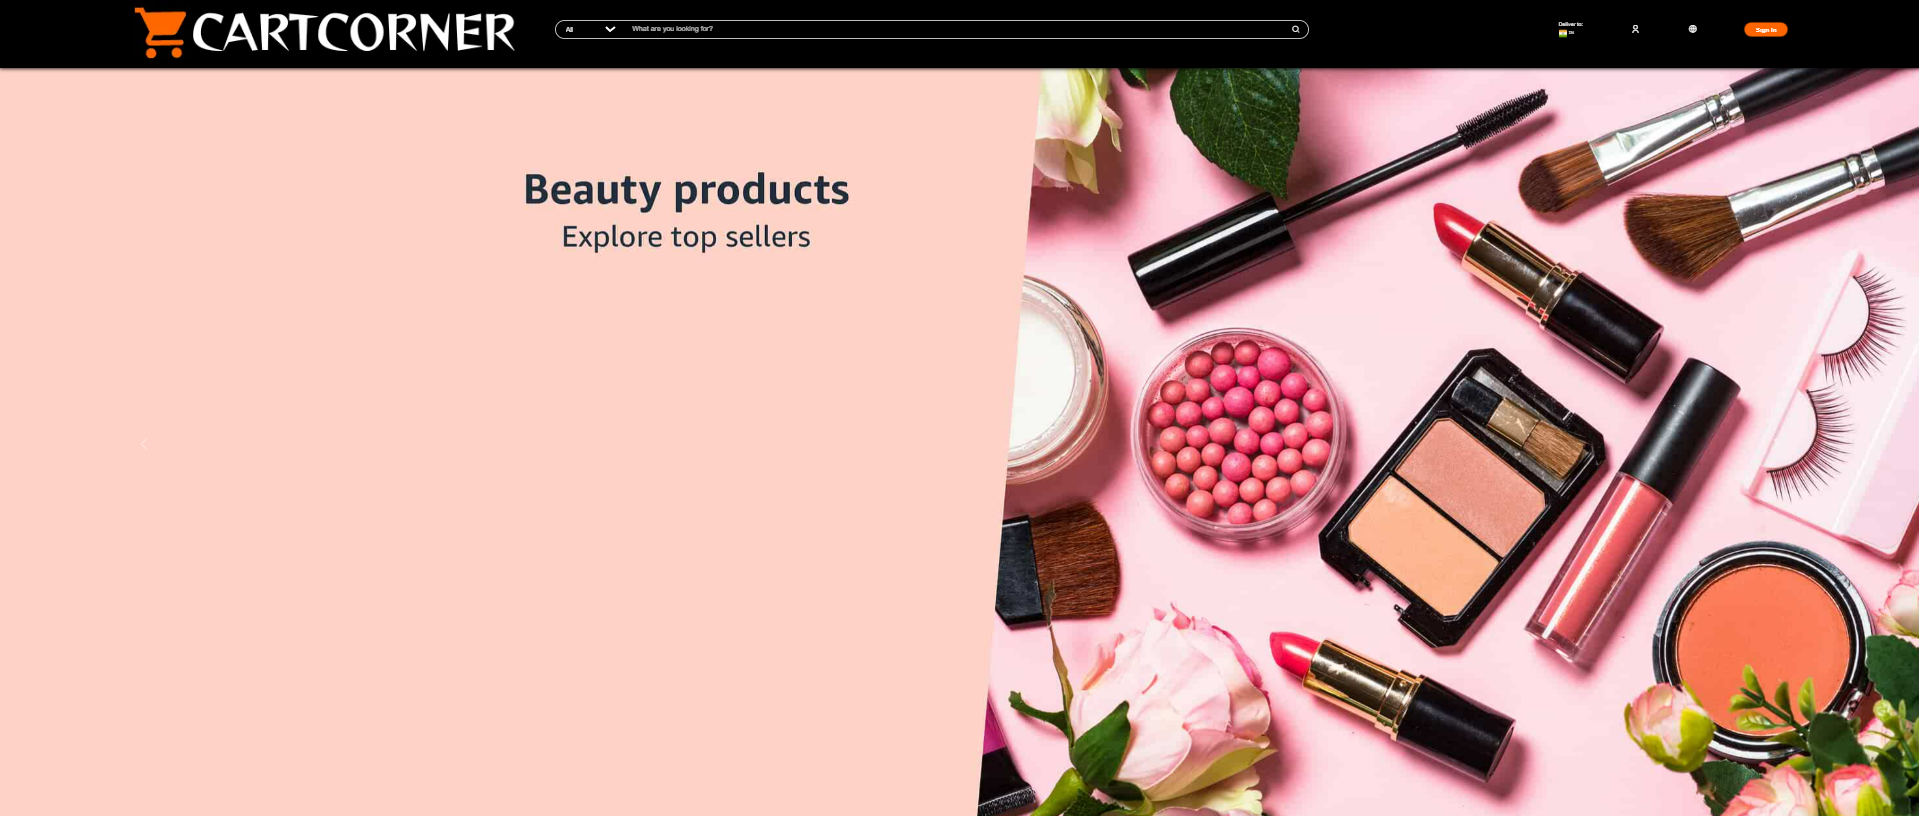 CARTCORNER
All
What are you looking for?
Deliver to:
IN
Sign In
Beauty products
Explore top sellers